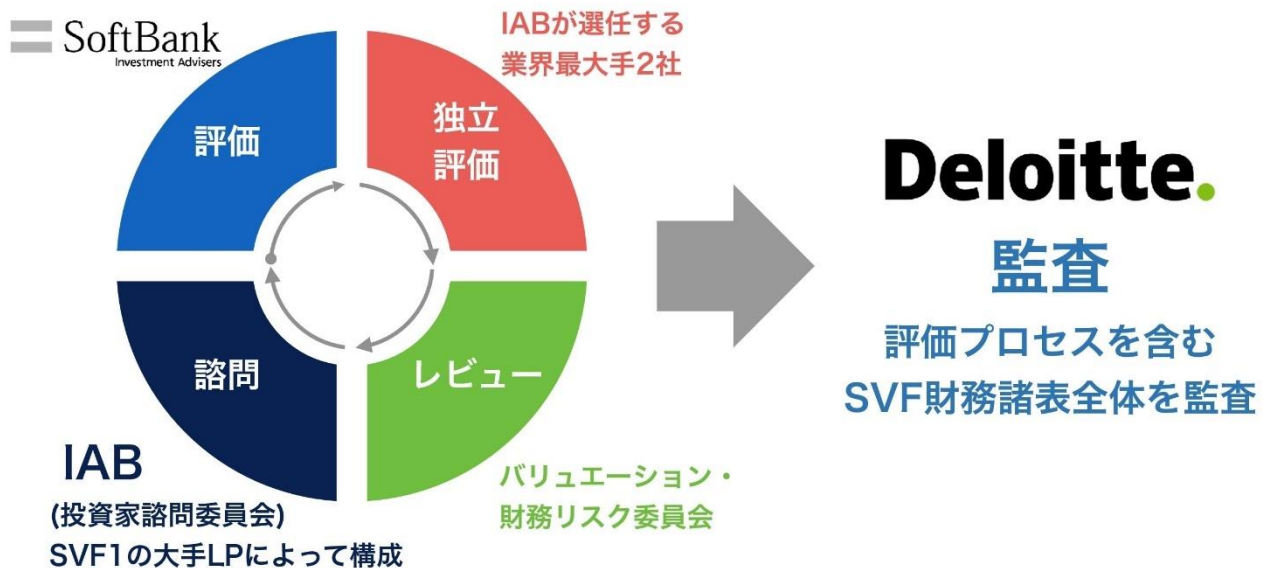 SoftBank
Investment Advisers
評価
IABが選任する
業界最大手2社
独立
評価
レビュー
バリュエーション・
財務リスク委員会
諮問
IAB
(投資家諮問委員会)
SVF1の大手LPによって構成
Deloitte.
監査
評価プロセスを含む
SVF財務諸表全体を監査